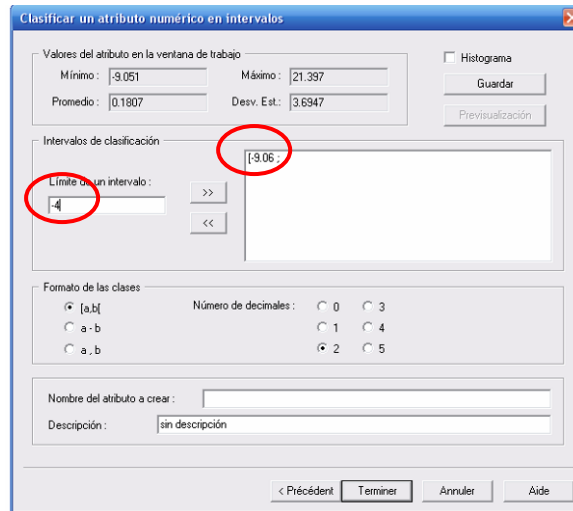 Clasificar un atributo numérico en intervalos
Valores del atributo en la ventana de trabajo
Mínimo : -9.051 Máximo : 21.397
Promedio : 0.1807 Desv. Est.: 3.6947
Histograma
Guardar
Previsualización
Intervalos de clasificación
[-9.06 ;
Límite de un intervalo :
-4
>>
<<
Formato de las clases
[a,b[ Número de decimales : 0 3
a - b 1 4
a , b 2 5
Nombre del atributo a crear :
Descripción : sin descripción
< Précédent Terminer Annuler Aide